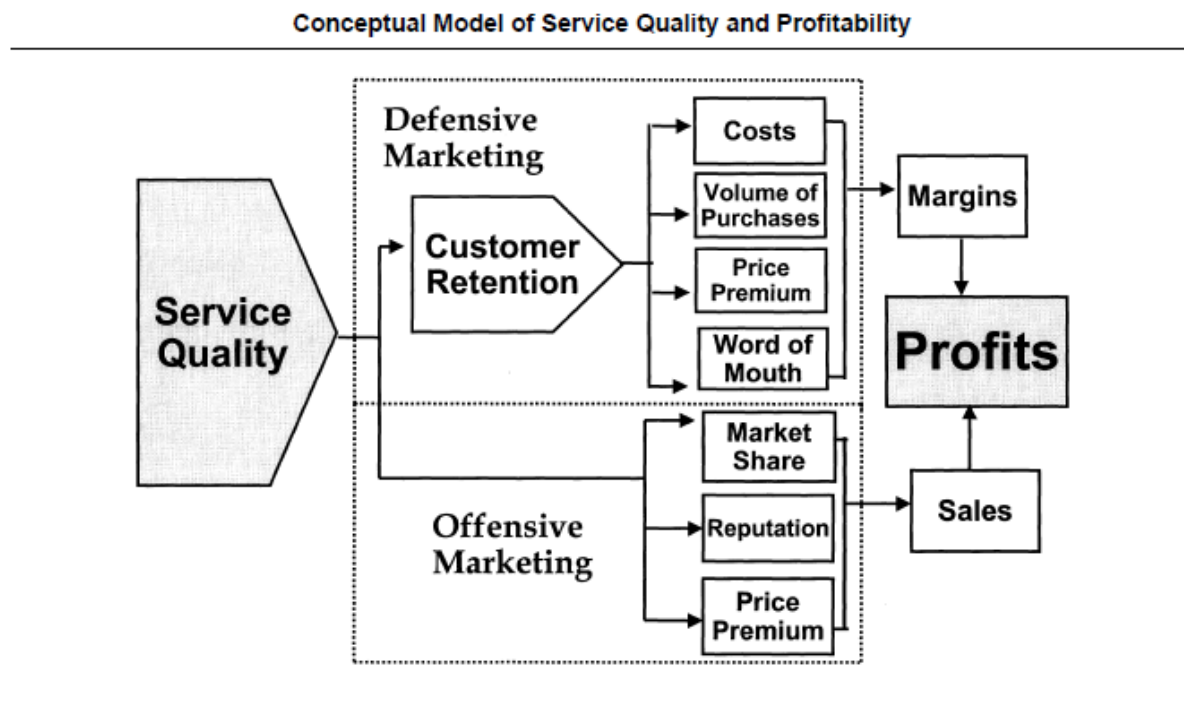 Conceptual Model of Service Quality and Profitability
Defensive
Marketing
Costs
Volume of
Purchases
Margins
Customer
Retention
Price
Premium
Service
Quality
Word of
Mouth
Profits
Market
Share
Offensive
Marketing
Reputation
Sales
Price
Premium